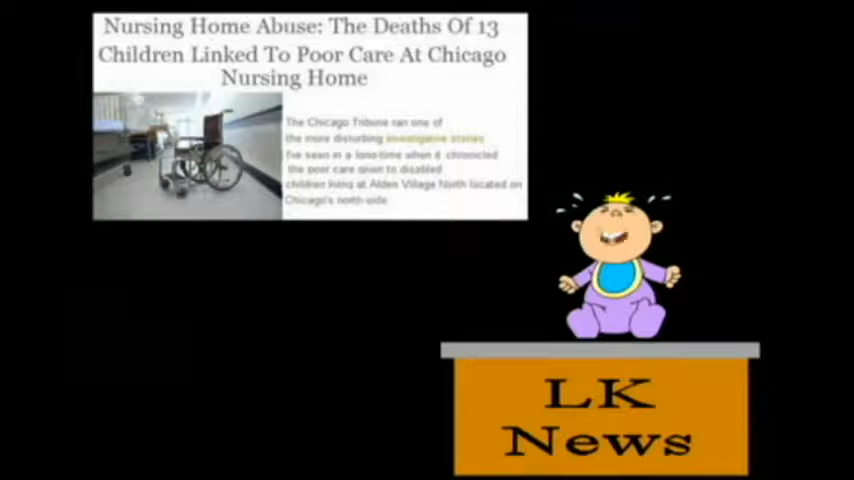 Nursing Home Abuse: The Deaths Of 13
Children Linked To Poor Care At Chicago
Nursing Home
The Chicago Tribune ran one of
the more disturbing investigative stories
I've seen in a long-time when it chronicled
the poor care given to disabled
children living at Alden Village North located on
Chicago's north-side
LK
News